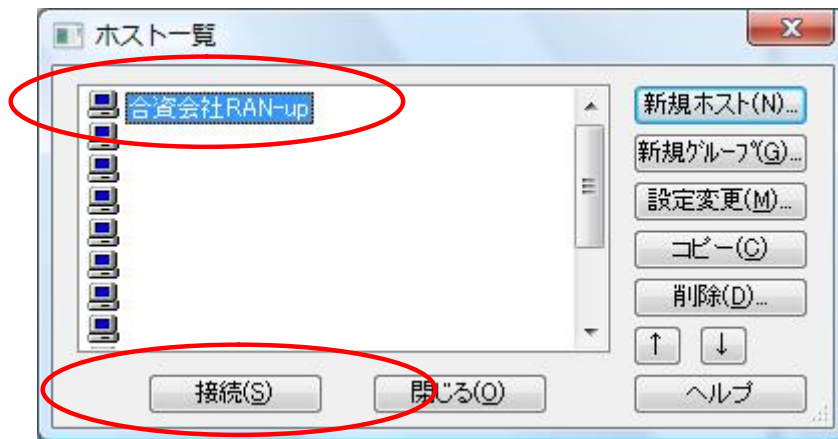 ホスト一覧
合資会社RAN-up
新規ホスト(N)...
新規ｸﾞﾙｰﾌﾟ(G)...
設定変更(M)...
コピー(C)
削除(D)...
↑ ↓
接続(S) 閉じる(O) ヘルプ